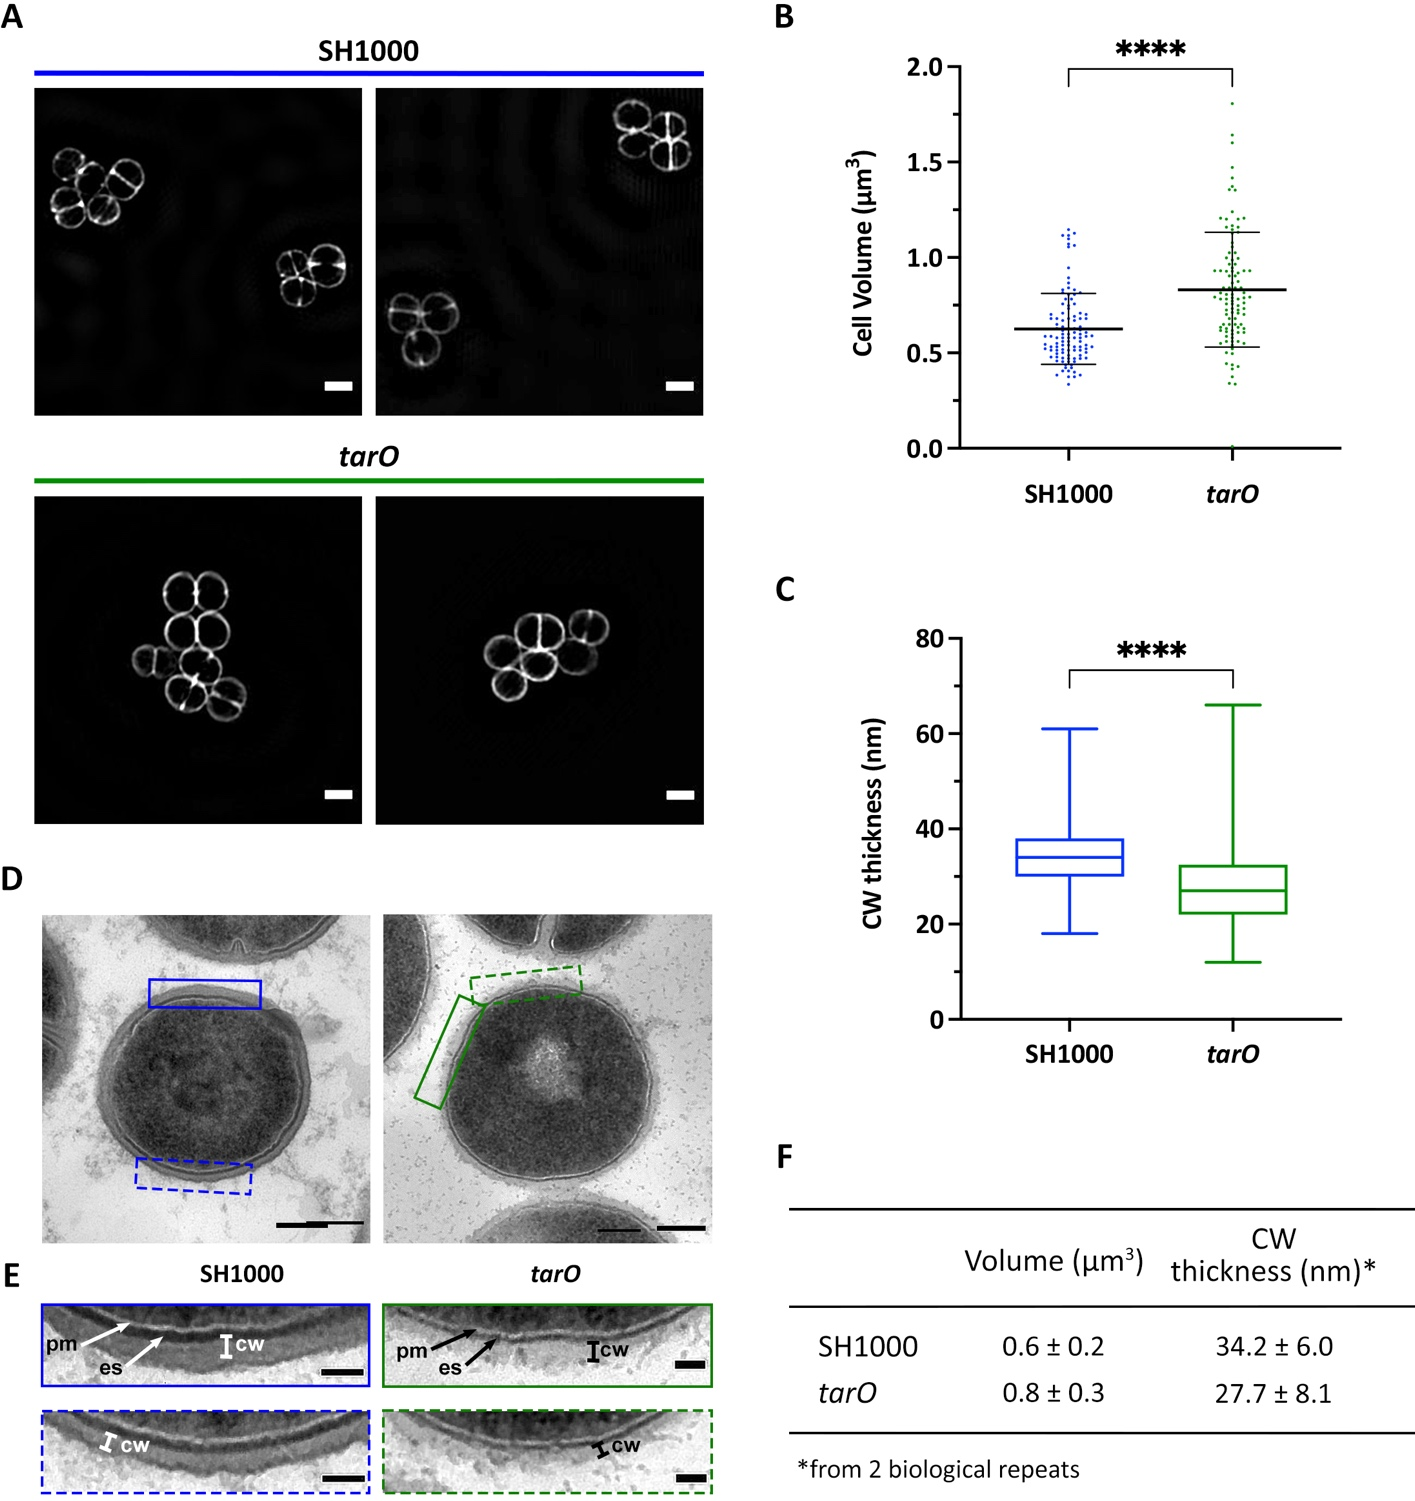 A
SH1000
tarO
B
****
2.0
1.5
1.0
0.5
0.0
Cell Volume (µm³)
SH1000
tarO
C
****
80
60
40
20
0
CW thickness (nm)
SH1000
tarO
D
E
SH1000
tarO
pm
es
cw
pm
es
cw
cw
cw
F
Volume (µm³)
CW
thickness (nm)*
SH1000 0.6 ± 0.2 34.2 ± 6.0
tarO 0.8 ± 0.3 27.7 ± 8.1
*from 2 biological repeats